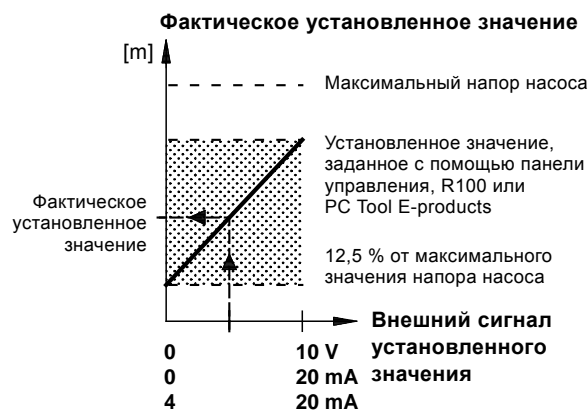 Фактическое установленное значение
[m]
Максимальный напор насоса
Установленное значение,
заданное с помощью панели
управления, R100 или
PC Tool E-products
Фактическое
установленное
значение
12,5 % от максимального
значения напора насоса
Внешний сигнал
установленного
значения
0 10 V
0 20 mA
4 20 mA